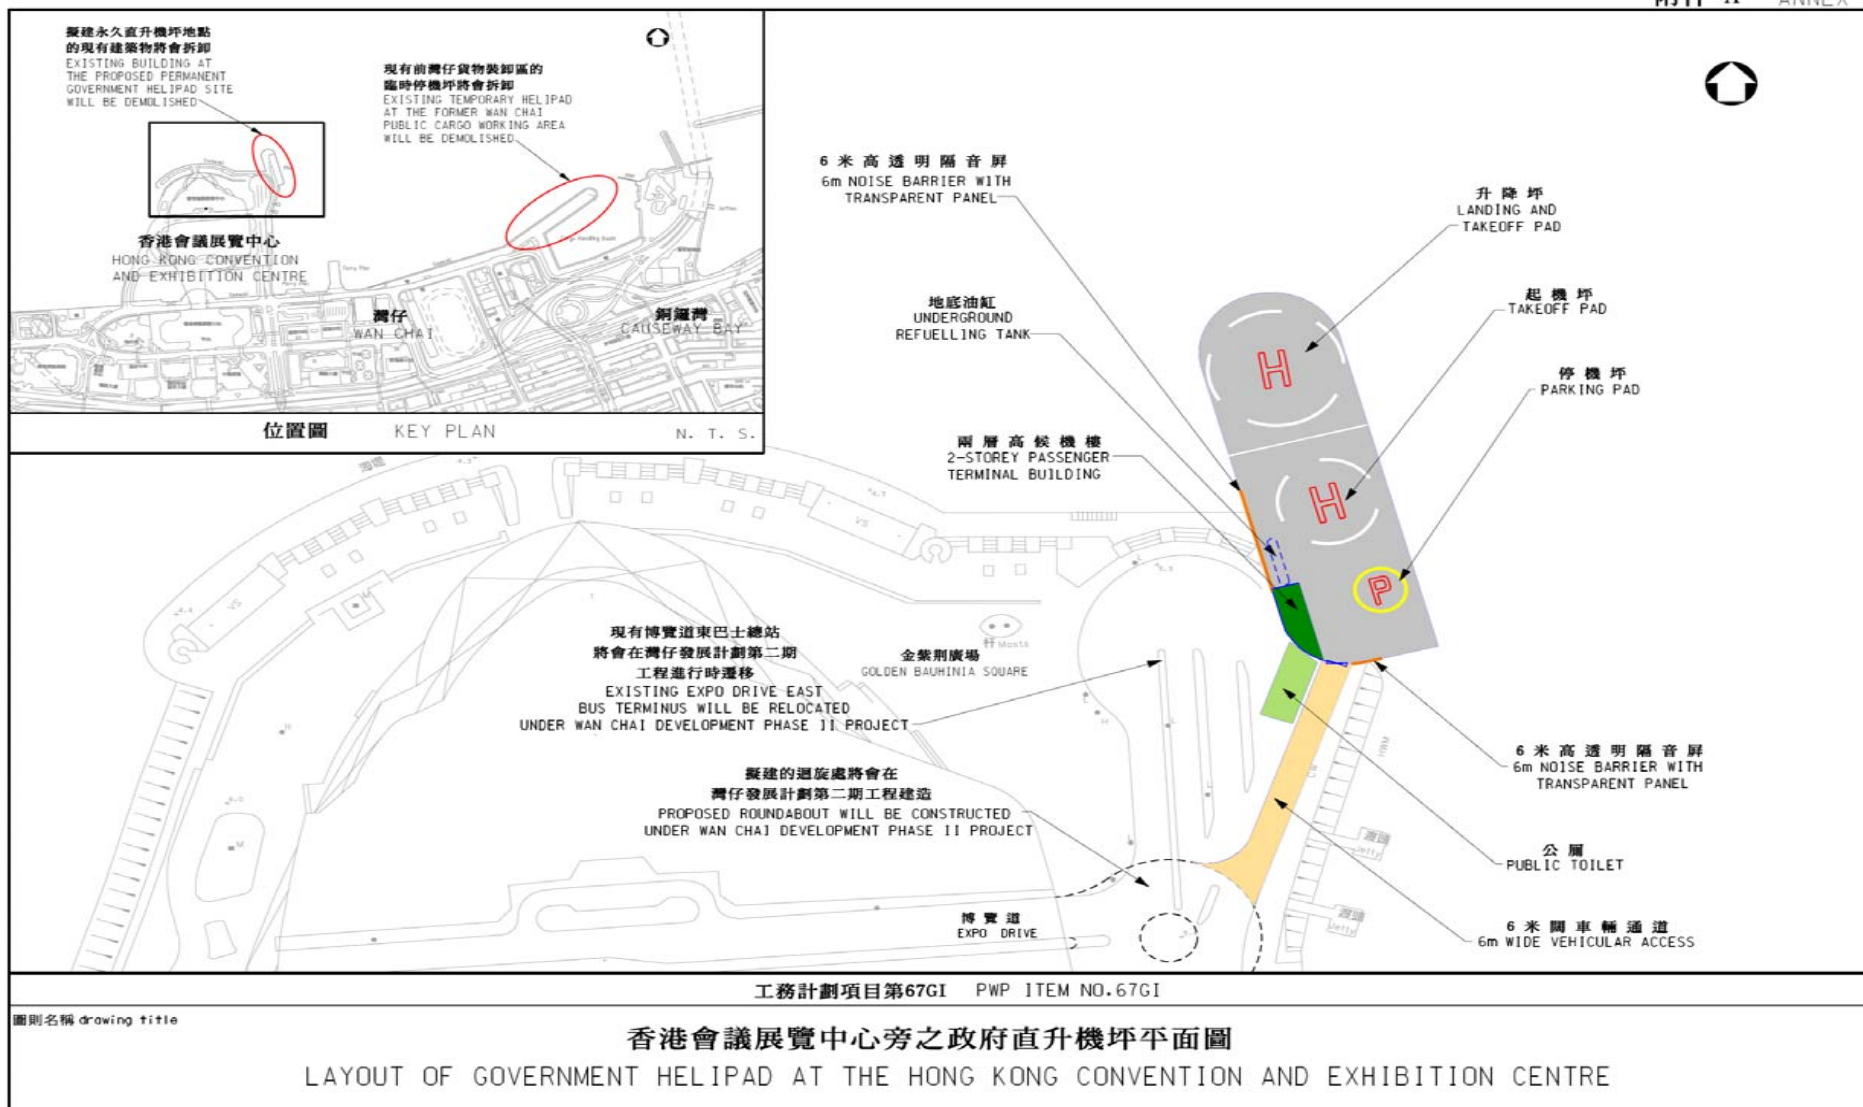 附件 A ANNEX
擬建永久直升機坪地點
的現有建築物將會拆卸
EXISTING BUILDING AT
THE PROPOSED PERMANENT
GOVERNMENT HELIPAD SITE
WILL BE DEMOLISHED
現有前灣仔貨物裝卸區的
臨時停機坪將會拆卸
EXISTING TEMPORARY HELIPAD
AT THE FORMER WAN CHAI
PUBLIC CARGO WORKING AREA
WILL BE DEMOLISHED
香港會議展覽中心
HONG KONG CONVENTION
AND EXHIBITION CENTRE
灣仔
WAN CHAI
銅鑼灣
CAUSEWAY BAY
位置圖 KEY PLAN N. T. S.
6 米高透明隔音屏
6m NOISE BARRIER WITH
TRANSPARENT PANEL
地底油缸
UNDERGROUND
REFUELLING TANK
兩層高候機樓
2-STOREY PASSENGER
TERMINAL BUILDING
升降坪
LANDING AND
TAKEOFF PAD
起機坪
TAKEOFF PAD
停機坪
PARKING PAD
H
H
P
現有博覽道東巴士總站
將會在灣仔發展計劃第二期
工程進行時遷移
EXISTING EXPO DRIVE EAST
BUS TERMINUS WILL BE RELOCATED
UNDER WAN CHAI DEVELOPMENT PHASE II PROJECT
金紫荆廣場
GOLDEN BAUHINIA SQUARE
Masts
VS
VS
擬建的迴旋處將會在
灣仔發展計劃第二期工程建造
PROPOSED ROUNDABOUT WILL BE CONSTRUCTED
UNDER WAN CHAI DEVELOPMENT PHASE II PROJECT
博覽道
EXPO DRIVE
6 米高透明隔音屏
6m NOISE BARRIER WITH
TRANSPARENT PANEL
HWM
公廁
PUBLIC TOILET
Jetty
Jetty
6 米闊車輛通道
6m WIDE VEHICULAR ACCESS
工務計劃項目第67GI PWP ITEM NO.67GI
圖則名稱 drawing title
香港會議展覽中心旁之政府直升機坪平面圖
LAYOUT OF GOVERNMENT HELIPAD AT THE HONG KONG CONVENTION AND EXHIBITION CENTRE